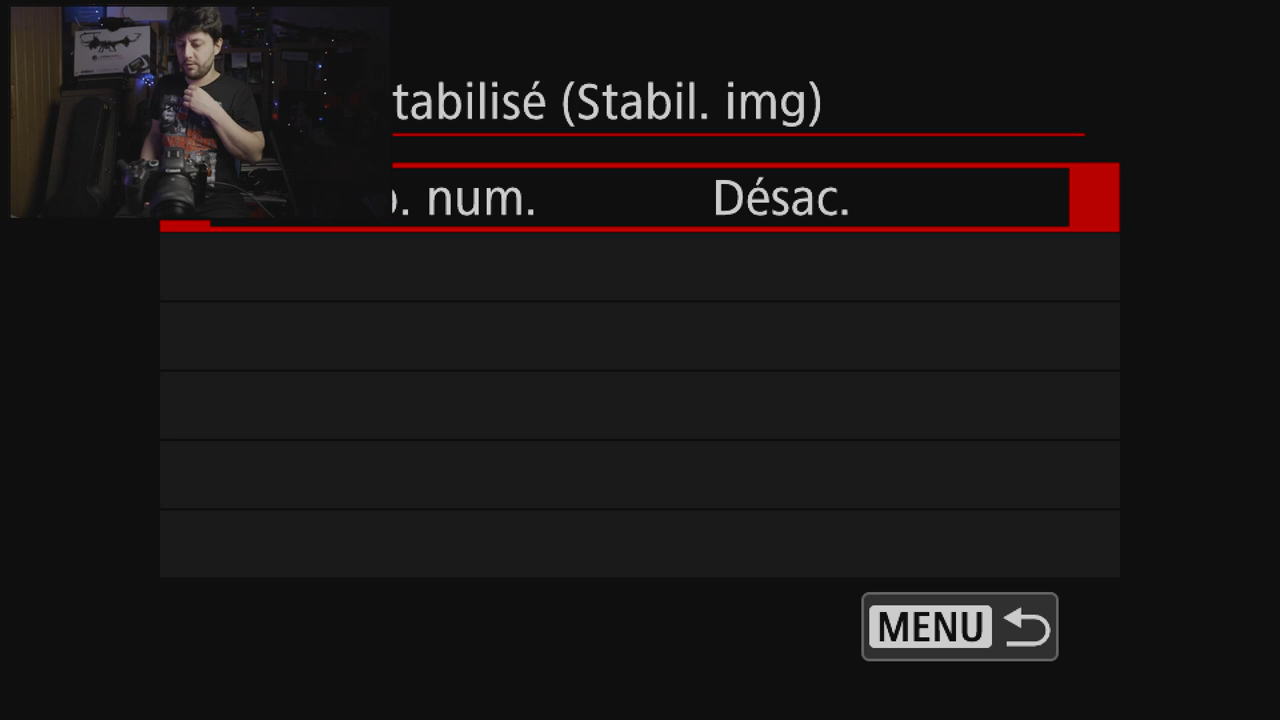 tabilisé (Stabil. img)
. num. Désac.
MENU